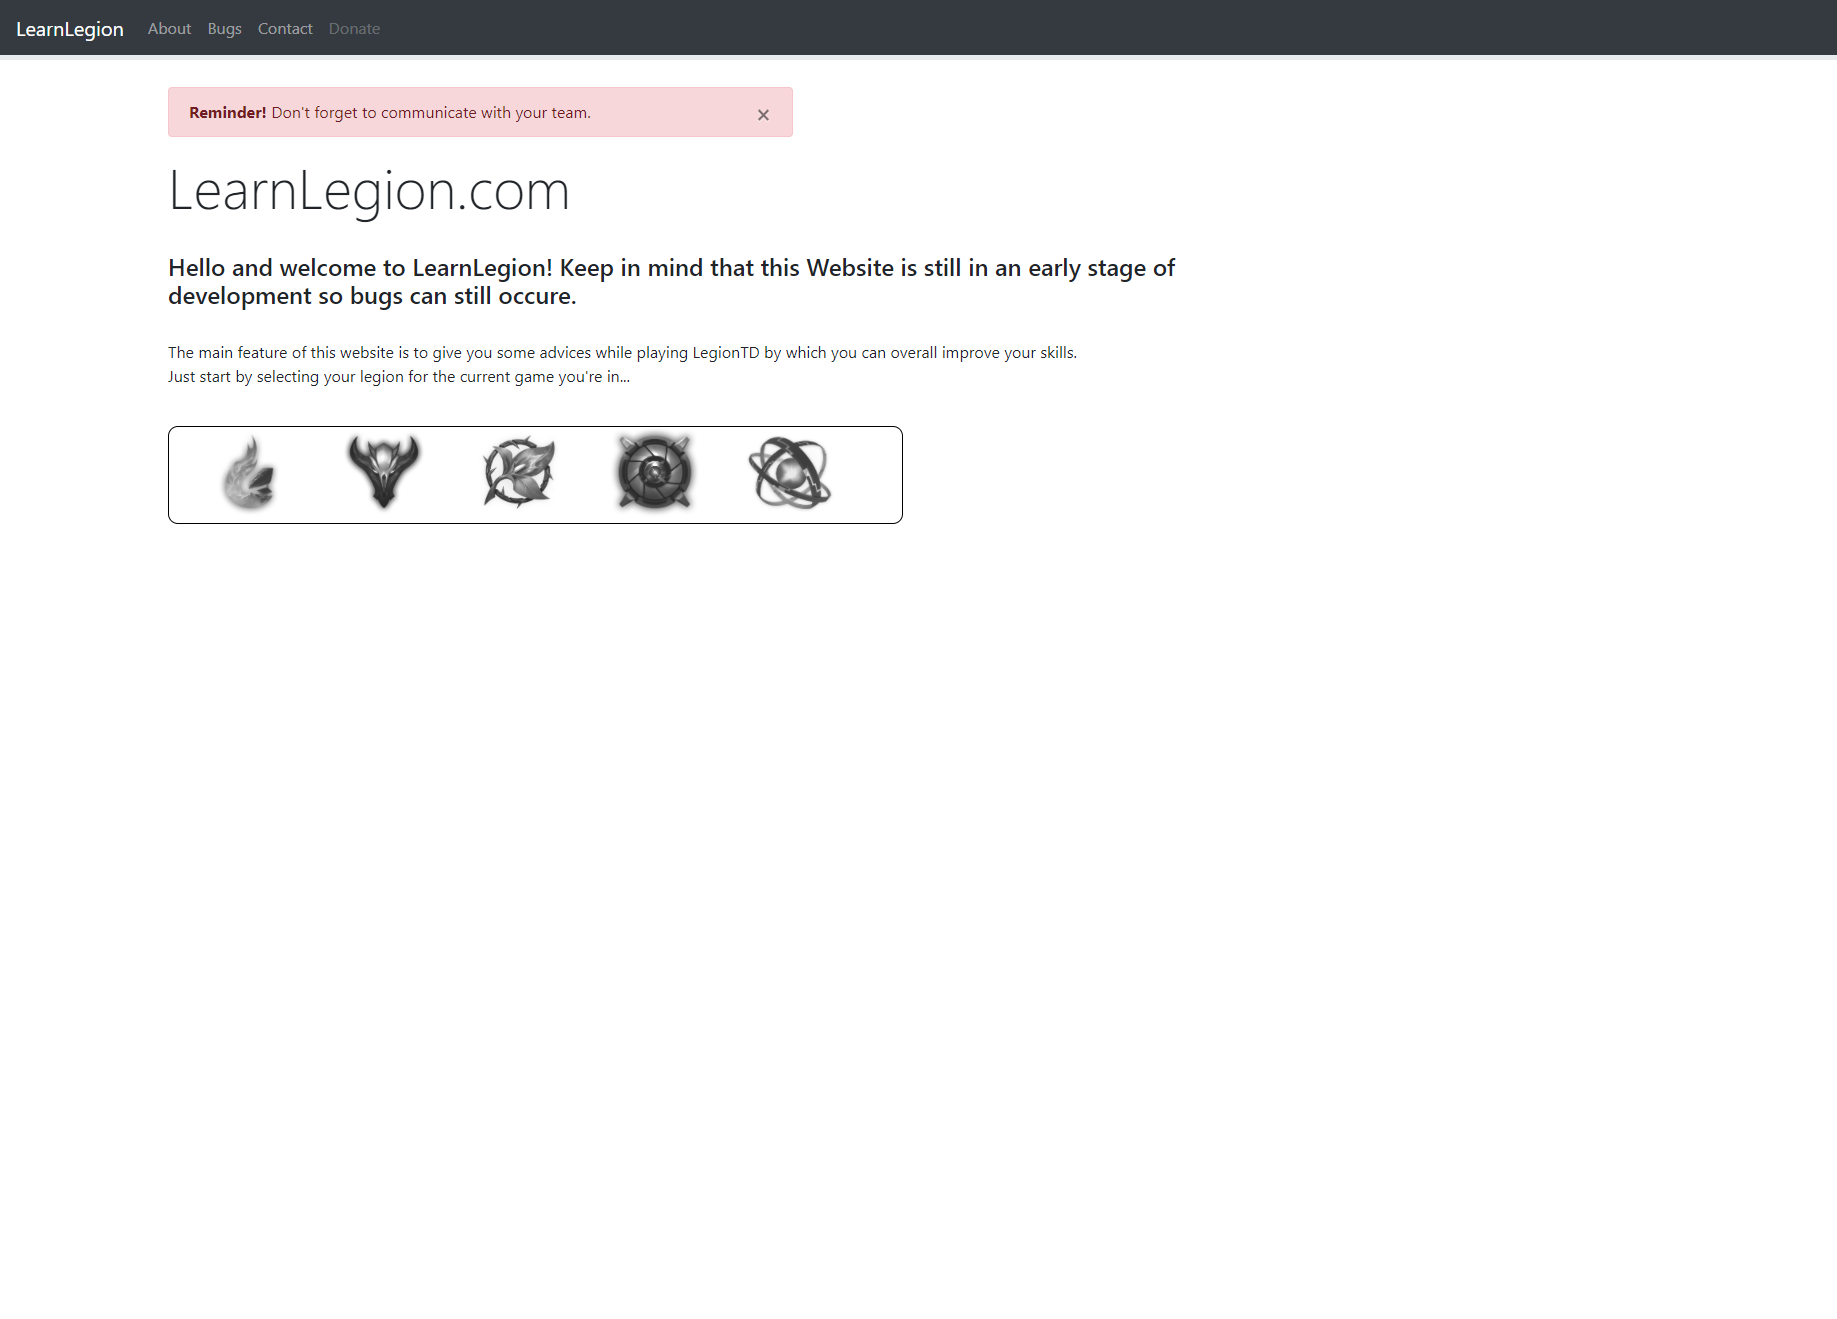 LearnLegion About Bugs Contact Donate
Reminder! Don't forget to communicate with your team. ×
LearnLegion.com
Hello and welcome to LearnLegion! Keep in mind that this Website is still in an early stage of
development so bugs can still occure.
The main feature of this website is to give you some advices while playing LegionTD by which you can overall improve your skills.
Just start by selecting your legion for the current game you're in...